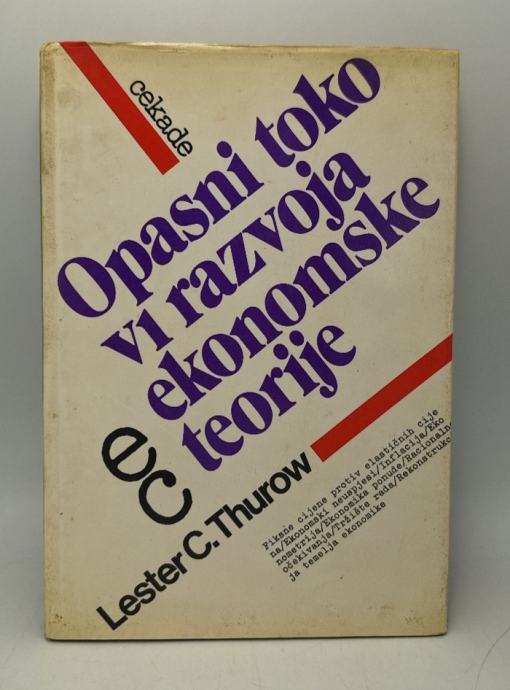 cekade
Opasni toko
vi razvoja
ekonomske
teorije
ec
Lester C. Thurow
Fiksne cijene protiv elastičnih cije
na/Ekonomski neuspjesi/Inflacija/Eko
nometrija/Ekonomika ponude/Racionaln
očekivanja/Tržište rada/Rekonstrukc
ja temelja ekonomike